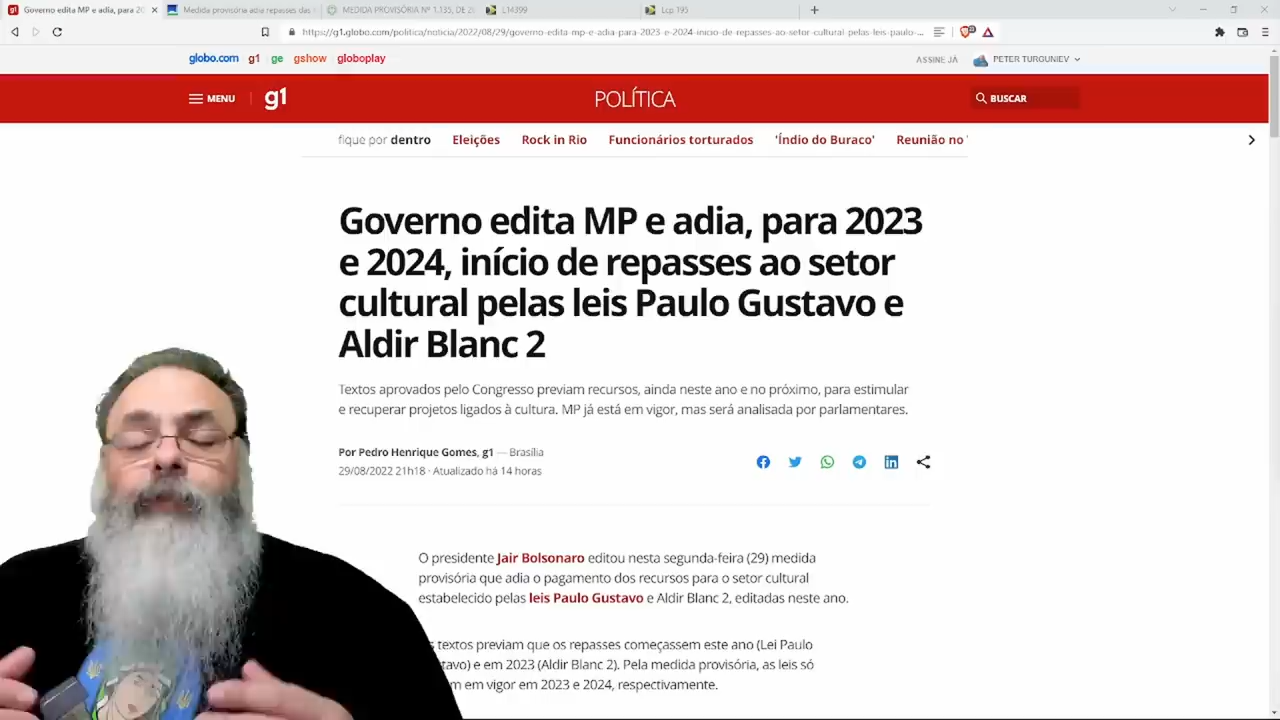 Governo edita MP e adia, para 20
Medida provisória adia repasses das
MEDIDA PROVISÓRIA Nº 1.135, DE 2
L14399
Lcp 195
https://g1.globo.com/politica/noticia/2022/08/29/governo-edita-mp-e-adia-para-2023-e-2024-inicio-de-repasses-ao-setor-cultural-pelas-leis-paulo-...
globo.com g1 ge gshow globoplay
ASSINE JÁ PETER TURGUNIEV
MENU g1 POLÍTICA BUSCAR
fique por dentro Eleições Rock in Rio Funcionários torturados 'Índio do Buraco' Reunião no '
Governo edita MP e adia, para 2023
e 2024, início de repasses ao setor
cultural pelas leis Paulo Gustavo e
Aldir Blanc 2
Textos aprovados pelo Congresso previam recursos, ainda neste ano e no próximo, para estimular
e recuperar projetos ligados à cultura. MP já está em vigor, mas será analisada por parlamentares.
Por Pedro Henrique Gomes, g1 — Brasília
29/08/2022 21h18 · Atualizado há 14 horas
O presidente Jair Bolsonaro editou nesta segunda-feira (29) medida
provisória que adia o pagamento dos recursos para o setor cultural
estabelecido pelas leis Paulo Gustavo e Aldir Blanc 2, editadas neste ano.
textos previam que os repasses começassem este ano (Lei Paulo
tavo) e em 2023 (Aldir Blanc 2). Pela medida provisória, as leis só
m em vigor em 2023 e 2024, respectivamente.